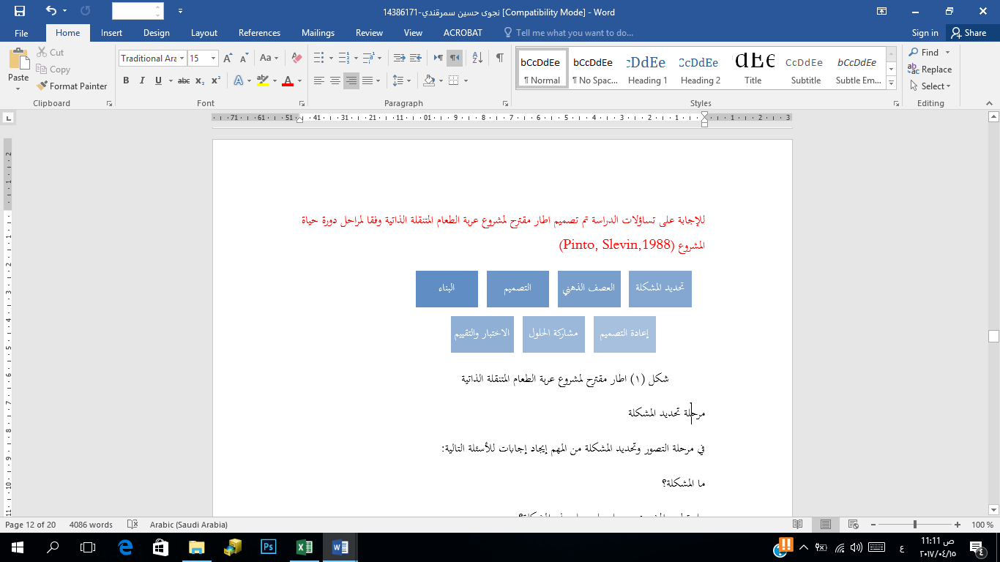 نجوى حسين سمرقندي-14386171 [Compatibility Mode] - Word
File Home Insert Design Layout References Mailings Review View ACROBAT Tell me what you want to do... Sign in Share
Paste
Cut
Copy
Format Painter
Clipboard
Traditional Ara 15
Font
Paragraph
bCcDdEe bCcDdEe CcDdEe CcDdEe dEe CcDdEe bCcDdEe
¶ Normal ¶ No Spac... Heading 1 Heading 2 Title Subtitle Subtle Em...
Styles
Find
Replace
Select
Editing
للإجابة على تساؤلات الدراسة تم تصميم اطار مقترح لمشروع عربة الطعام المتنقلة الذاتية وفقا لمراحل دورة حياة
المشروع (Pinto, Slevin,1988)
تحديد المشكلة العصف الذهني التصميم البناء
إعادة التصميم مشاركة الحلول الاختبار والتقييم
شكل (١) اطار مقترح لمشروع عربة الطعام المتنقلة الذاتية
مرحلة تحديد المشكلة
في مرحلة التصور وتحديد المشكلة من المهم إيجاد إجابات للأسئلة التالية:
ما المشكلة؟
Page 12 of 20 4086 words Arabic (Saudi Arabia) 100 %
ع
11:11 ص
٢٠١٧/٠٤/١٥